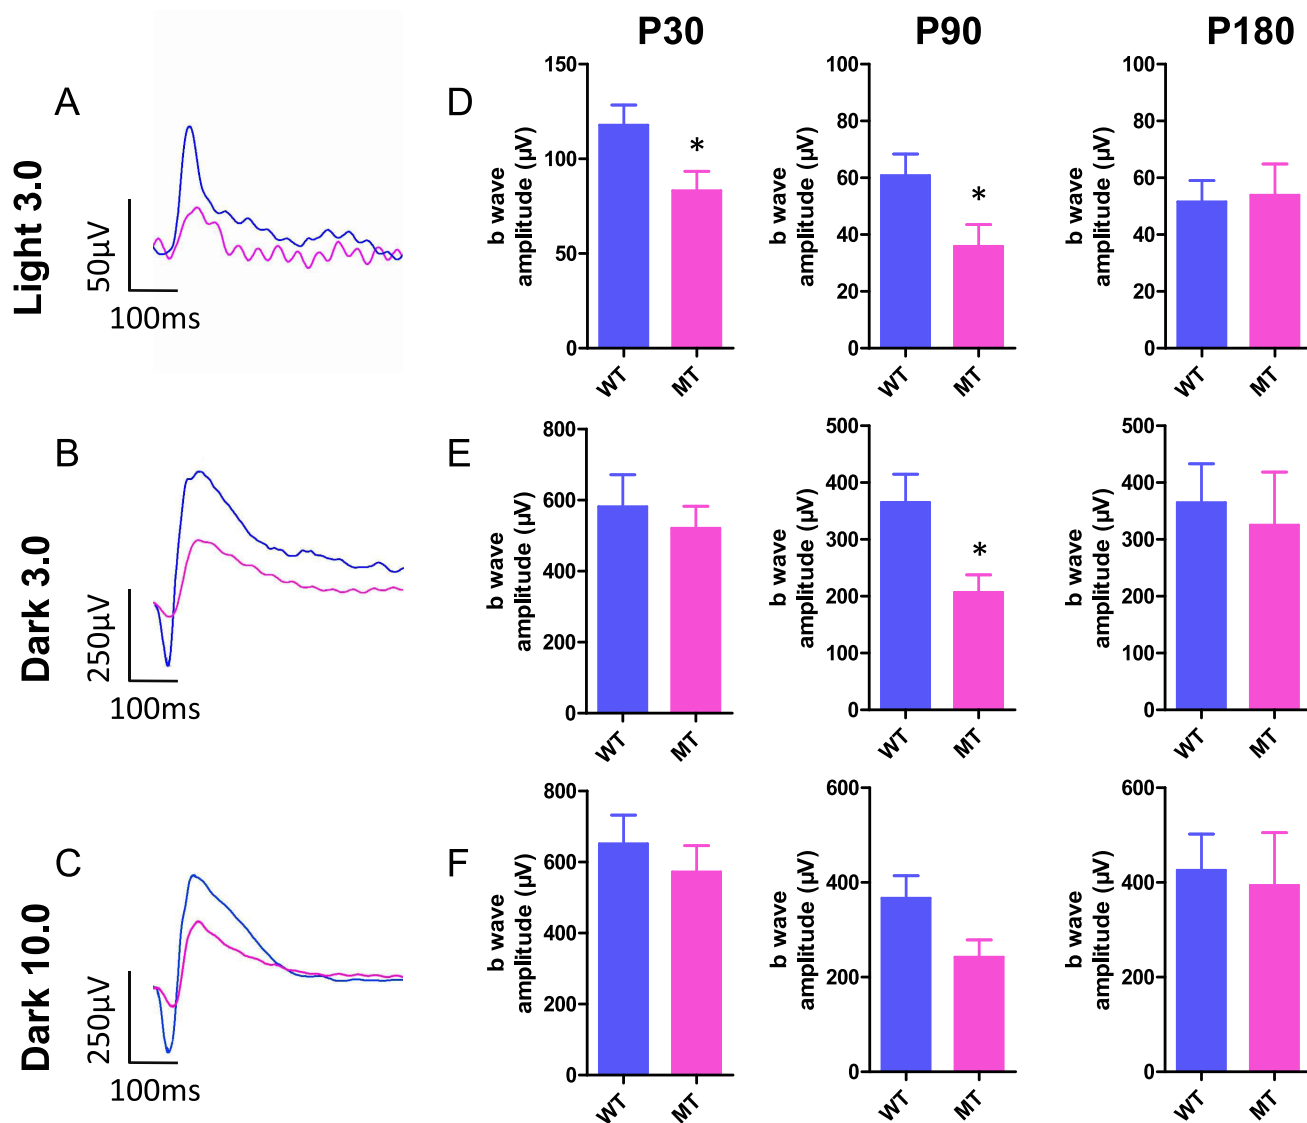 P30 P90 P180
A
Light 3.0
50µV
100ms
D
b wave
amplitude (µV)
150
100
50
0
*
WT MT
b wave
amplitude (µV)
100
80
60
40
20
0
*
WT MT
b wave
amplitude (µV)
100
80
60
40
20
0
WT MT
B
Dark 3.0
250µV
100ms
E
b wave
amplitude (µV)
800
600
400
200
0
WT MT
b wave
amplitude (µV)
500
400
300
200
100
0
*
WT MT
b wave
amplitude (µV)
500
400
300
200
100
0
WT MT
C
Dark 10.0
250µV
100ms
F
b wave
amplitude (µV)
800
600
400
200
0
WT MT
b wave
amplitude (µV)
600
400
200
0
WT MT
b wave
amplitude (µV)
600
400
200
0
WT MT